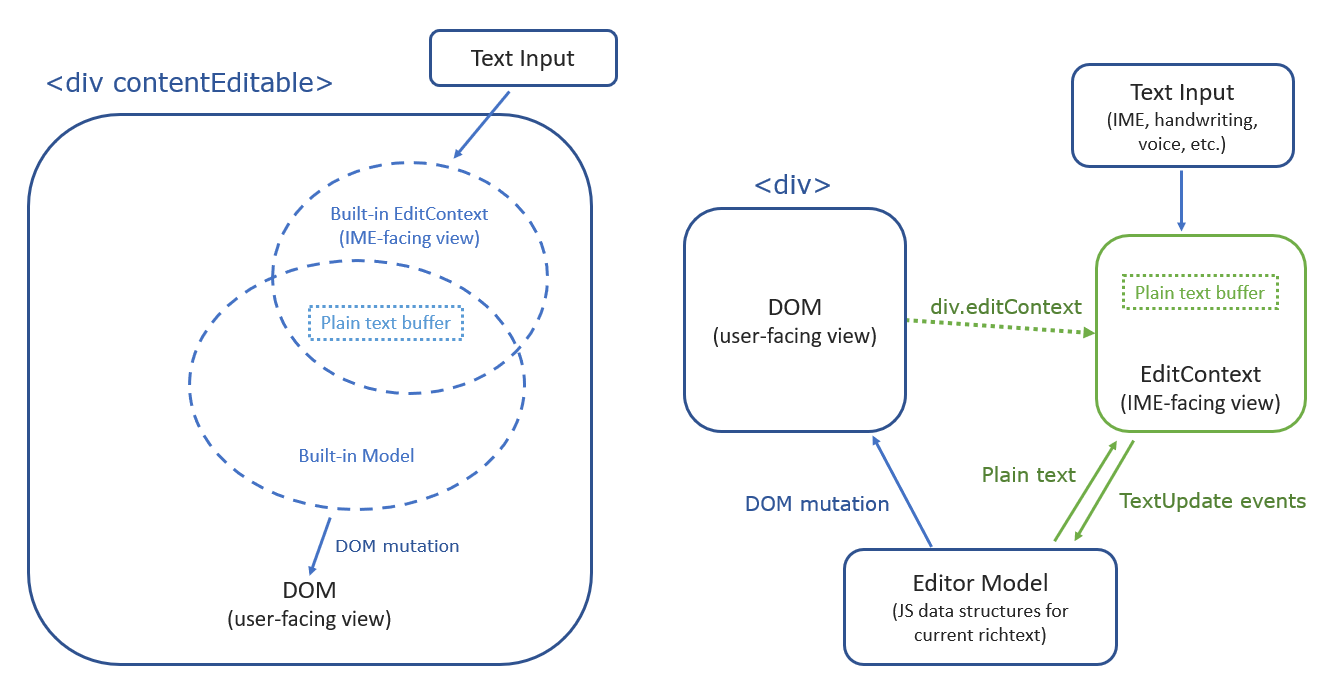 <div contentEditable>
Text Input
Built-in EditContext
(IME-facing view)
Plain text buffer
Built-in Model
DOM mutation
DOM
(user-facing view)
Text Input
(IME, handwriting,
voice, etc.)
<div>
DOM
(user-facing view)
div.editContext
Plain text buffer
EditContext
(IME-facing view)
Plain text
TextUpdate events
DOM mutation
Editor Model
(JS data structures for
current richtext)